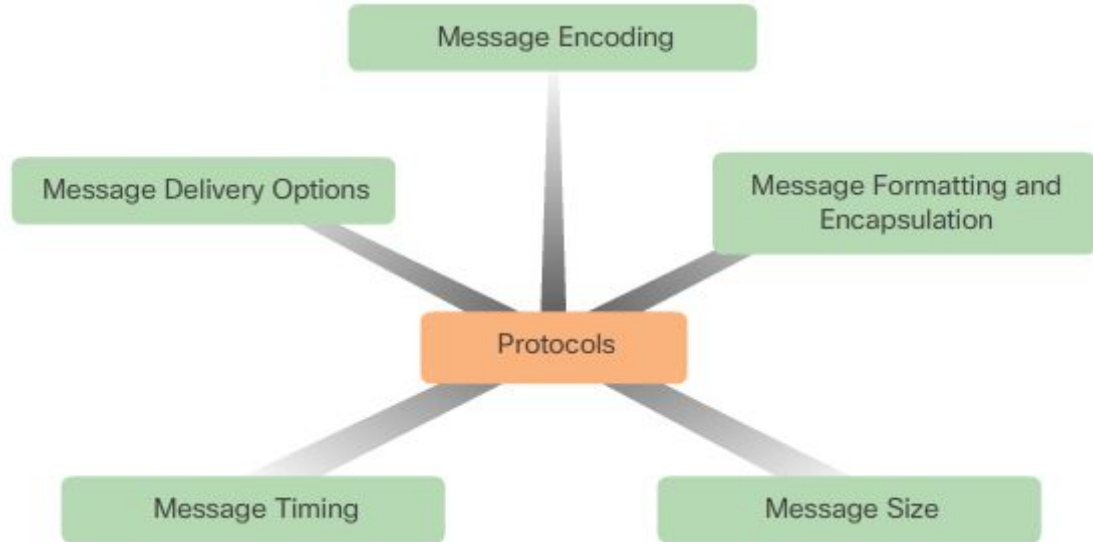 Message Encoding
Message Delivery Options
Message Formatting and
Encapsulation
Protocols
Message Timing
Message Size